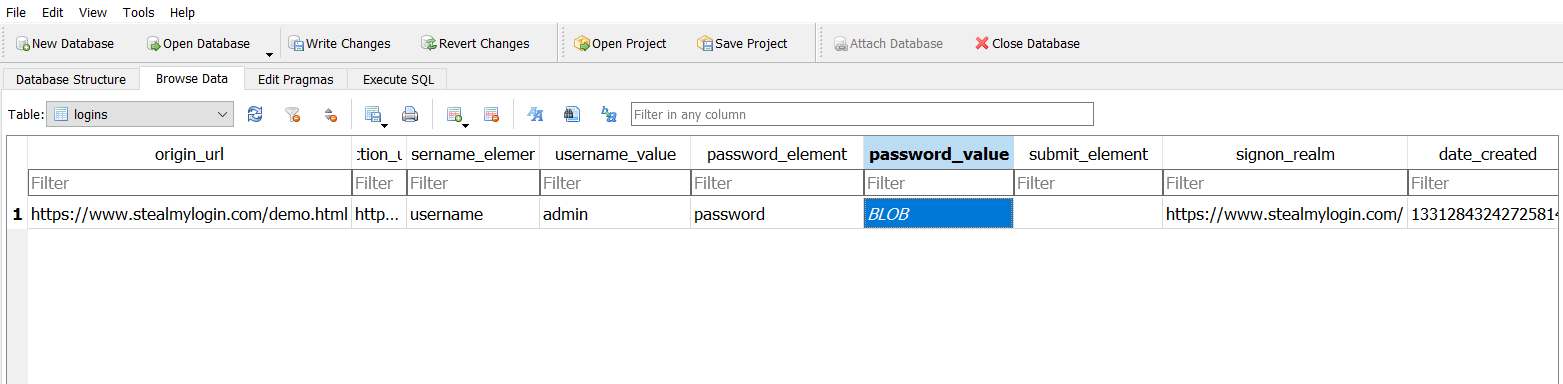 File Edit View Tools Help
New Database Open Database Write Changes Revert Changes Open Project Save Project Attach Database Close Database
Database Structure Browse Data Edit Pragmas Execute SQL
Table: logins Filter in any column
origin_url ction_u sername_elemer username_value password_element password_value submit_element signon_realm date_created
Filter Filter Filter Filter Filter Filter Filter Filter Filter
1 https://www.stealmylogin.com/demo.html http... username admin password BLOB https://www.stealmylogin.com/ 13312843242725814